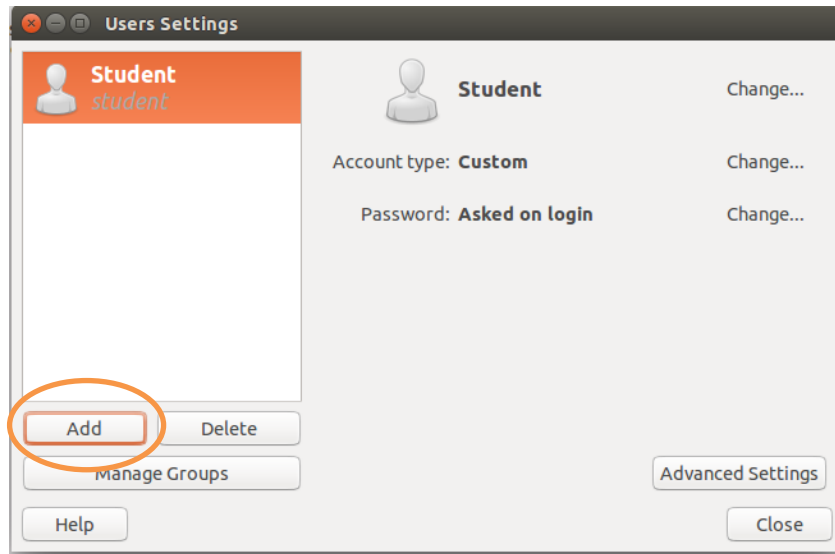 Users Settings
Student
student
Student Change...
Account type: Custom Change...
Password: Asked on login Change...
Add Delete
Manage Groups Advanced Settings
Help Close